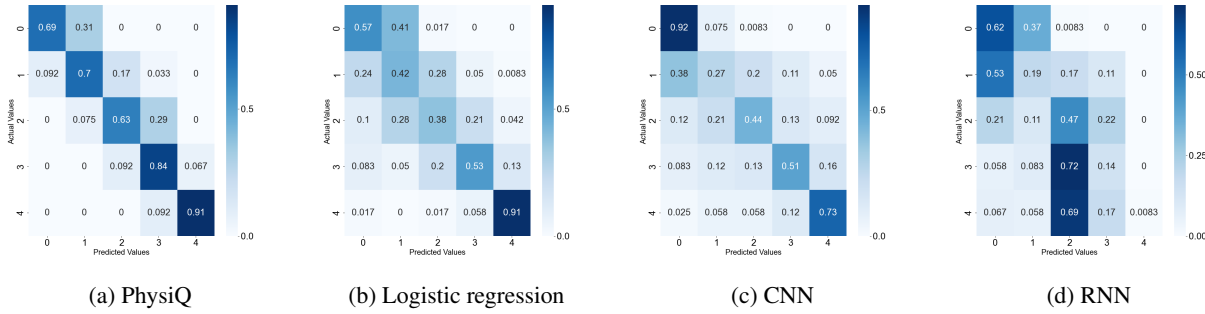 0 0.69 0.31 0 0 0
1 0.092 0.7 0.17 0.033 0
2 0 0.075 0.63 0.29 0
3 0 0 0.092 0.84 0.067
4 0 0 0 0.092 0.91
0 1 2 3 4
Actual Values
Predicted Values
0.5
0.0
(a) PhysiQ
0 0.57 0.41 0.017 0 0
1 0.24 0.42 0.28 0.05 0.0083
2 0.1 0.28 0.38 0.21 0.042
3 0.083 0.05 0.2 0.53 0.13
4 0.017 0 0.017 0.058 0.91
0 1 2 3 4
Actual Values
Predicted Values
0.5
0.0
(b) Logistic regression
0 0.92 0.075 0.0083 0 0
1 0.38 0.27 0.2 0.11 0.05
2 0.12 0.21 0.44 0.13 0.092
3 0.083 0.12 0.13 0.51 0.16
4 0.025 0.058 0.058 0.12 0.73
0 1 2 3 4
Actual Values
Predicted Values
0.5
0.0
(c) CNN
0 0.62 0.37 0.0083 0 0
1 0.53 0.19 0.17 0.11 0
2 0.21 0.11 0.47 0.22 0
3 0.058 0.083 0.72 0.14 0
4 0.067 0.058 0.69 0.17 0.0083
0 1 2 3 4
Actual Values
Predicted Values
0.50
0.25
0.00
(d) RNN